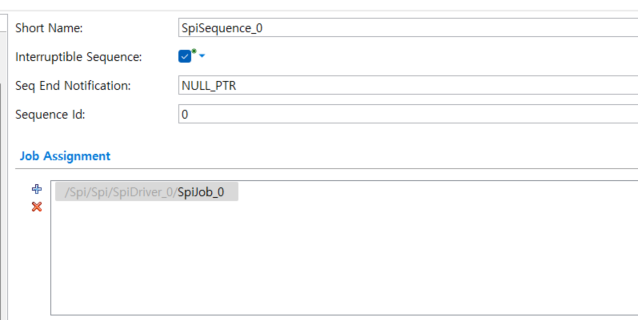 Short Name: SpiSequence_0
Interruptible Sequence:
Seq End Notification: NULL_PTR
Sequence Id: 0
Job Assignment
/Spi/Spi/SpiDriver_0/SpiJob_0